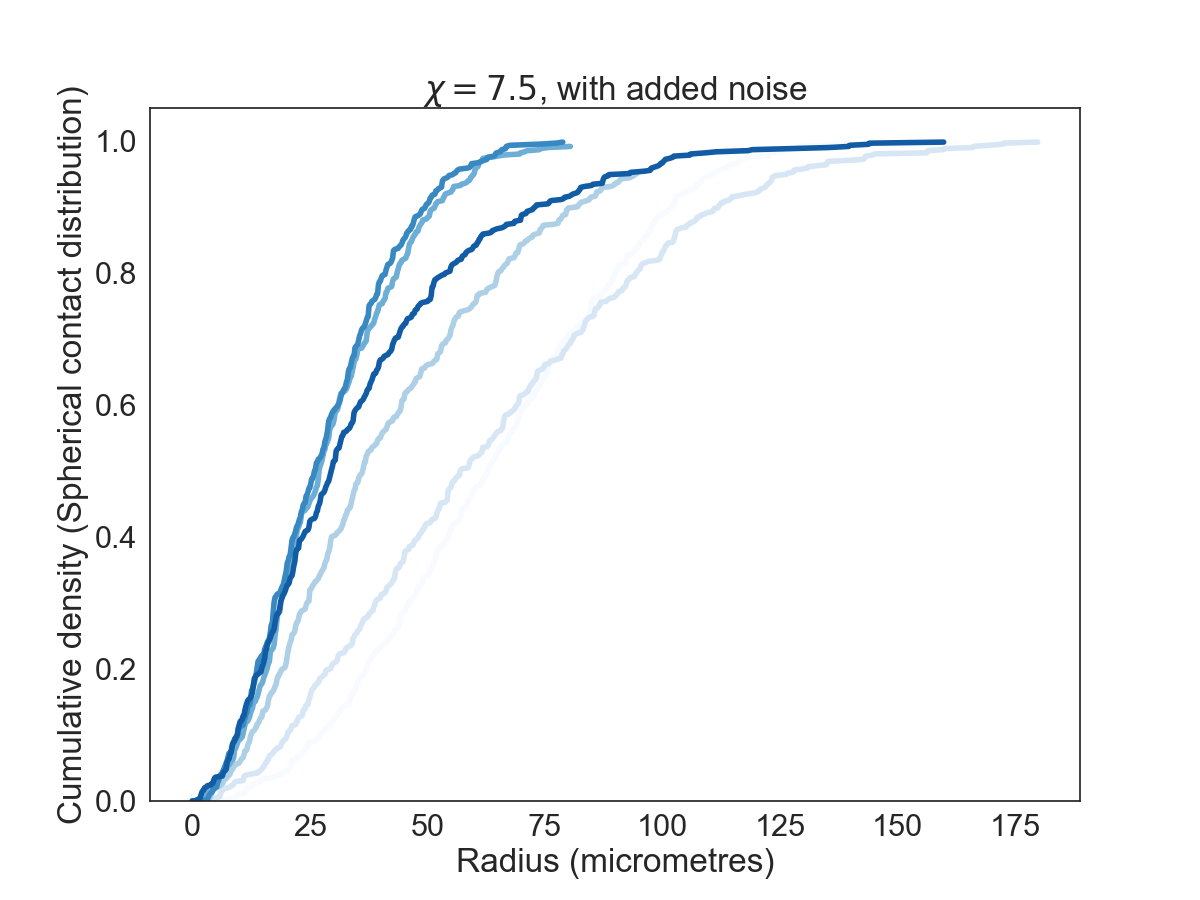 χ = 7.5, with added noise
Cumulative density (Spherical contact distribution)
1.0
0.8
0.6
0.4
0.2
0.0
0 25 50 75 100 125 150 175
Radius (micrometres)